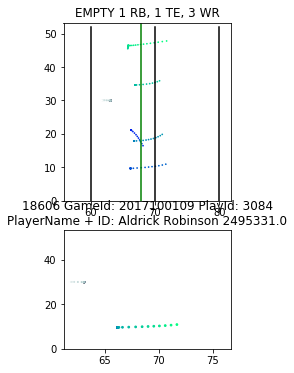 EMPTY 1 RB, 1 TE, 3 WR
50
40
30
20
10
0
60 70 80
18606 GameId: 2017100109 PlayId: 3084
PlayerName + ID: Aldrick Robinson 2495331.0
40
20
0
65 70 75